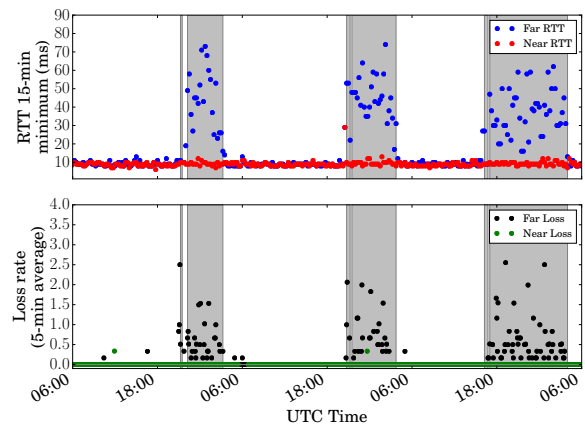 RTT 15-min
minimum (ms)
90
80
70
60
50
40
30
20
10
Far RTT
Near RTT
Loss rate
(5-min average)
4.0
3.5
3.0
2.5
2.0
1.5
1.0
0.5
0.0
Far Loss
Near Loss
06:00 18:00 06:00 18:00 06:00 18:00 06:00
UTC Time